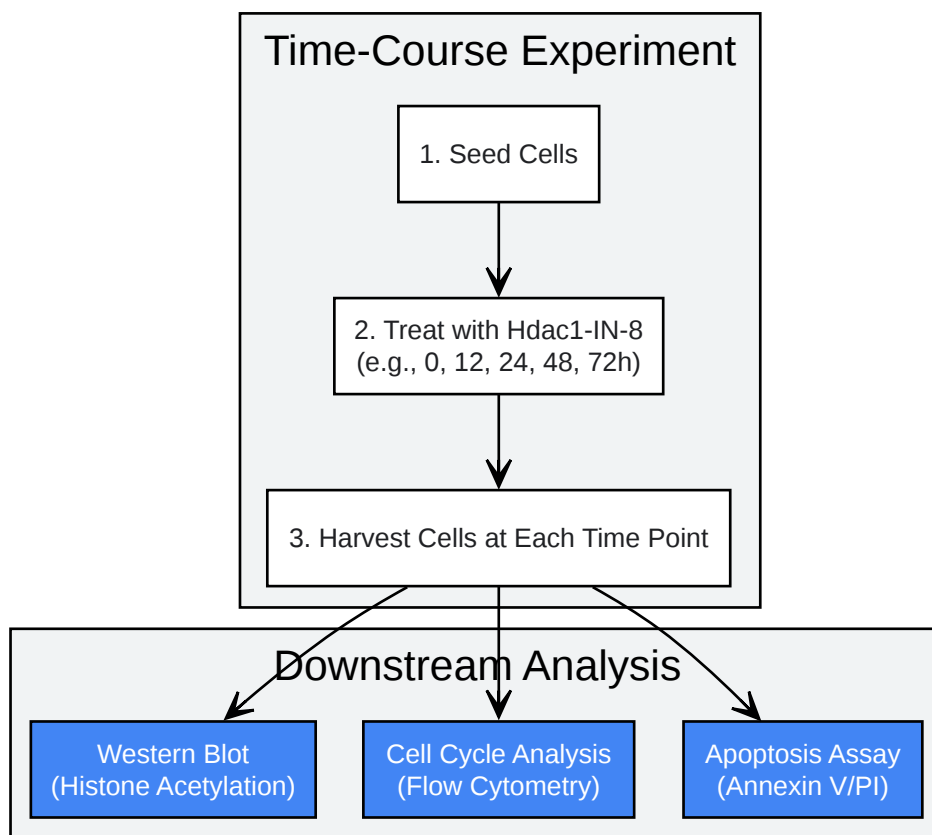 Time-Course Experiment
1. Seed Cells
2. Treat with Hdac1-IN-8
(e.g., 0, 12, 24, 48, 72h)
3. Harvest Cells at Each Time Point
Downstream Analysis
Western Blot
(Histone Acetylation)
Cell Cycle Analysis
(Flow Cytometry)
Apoptosis Assay
(Annexin V/PI)